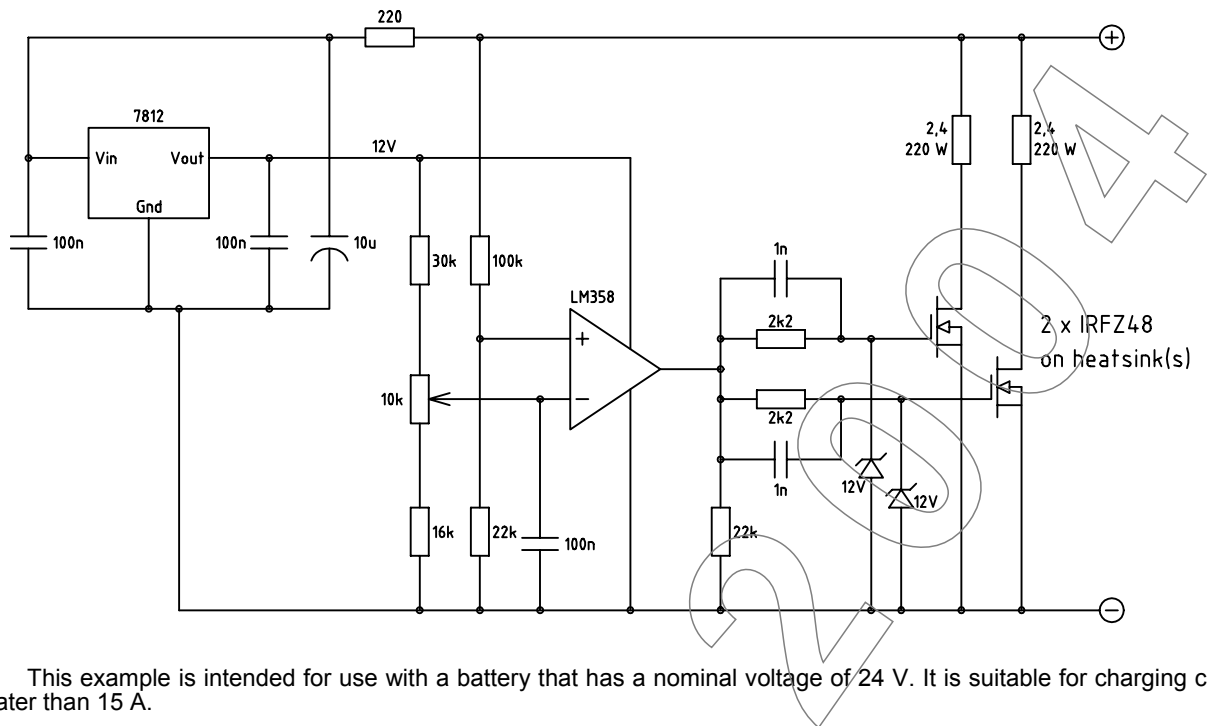 220
7812
Vin
Vout
Gnd
12V
2,4
220 W
2,4
220 W
100n
100n
10u
30k
100k
LM358
1n
2k2
2 x IRFZ48
on heatsink(s)
10k
2k2
1n
12V
12V
16k
22k
100n
22k
+
−
+
−
2004
This example is intended for use with a battery that has a nominal voltage of 24 V. It is suitable for charging c
ater than 15 A.